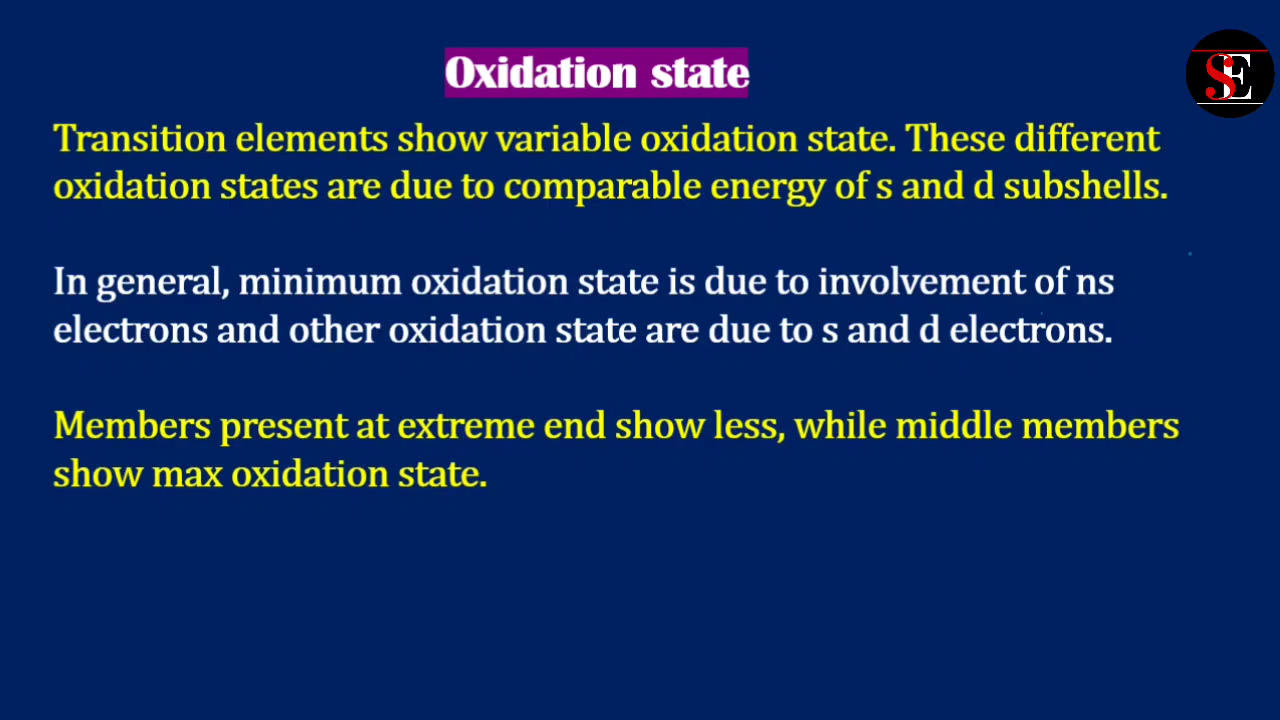 Oxidation state
SE
Transition elements show variable oxidation state. These different
oxidation states are due to comparable energy of s and d subshells.
In general, minimum oxidation state is due to involvement of ns
electrons and other oxidation state are due to s and d electrons.
Members present at extreme end show less, while middle members
show max oxidation state.